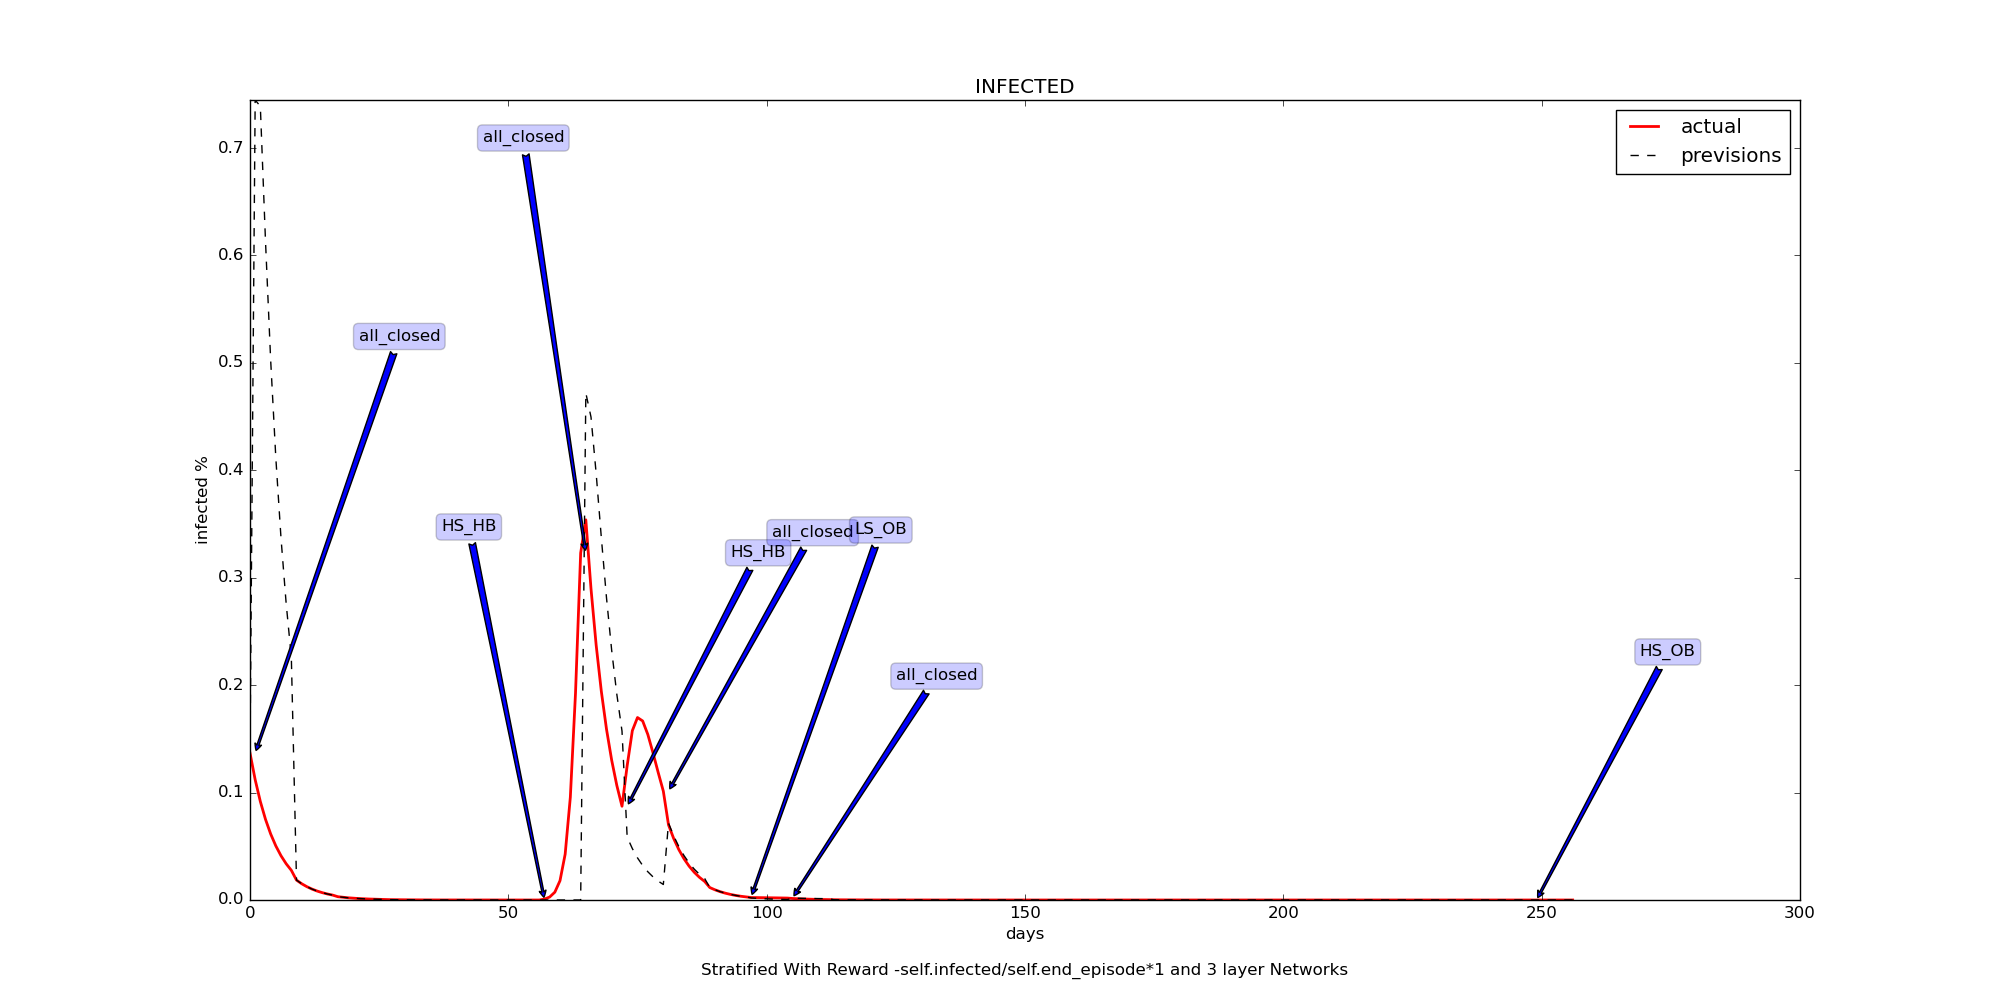 INFECTED
actual
previsions
all_closed
all_closed
HS_HB
HS_HB
all_closed
LS_OB
all_closed
HS_OB
infected %
0.7
0.6
0.5
0.4
0.3
0.2
0.1
0.0
0 50 100 150 200 250 300
days
Stratified With Reward -self.infected/self.end_episode*1 and 3 layer Networks